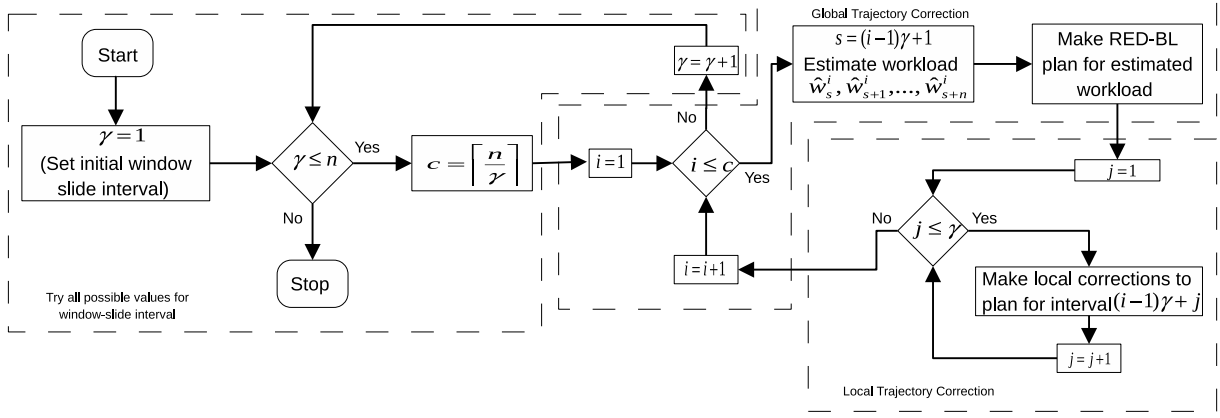 Start
γ=1
(Set initial window
slide interval)
γ ≤ n
Yes
No
Stop
Try all possible values for
window-slide interval
c = ⌈n/γ⌉
γ = γ+1
i=1
i ≤ c
No
Yes
i=i+1
Global Trajectory Correction
s=(i−1)γ+1
Estimate workload
ŵ_s^i, ŵ_{s+1}^i,..., ŵ_{s+n}^i
Make RED-BL
plan for estimated
workload
j=1
j ≤ γ
No
Yes
Make local corrections to
plan for interval(i−1)γ+j
j=j+1
Local Trajectory Correction